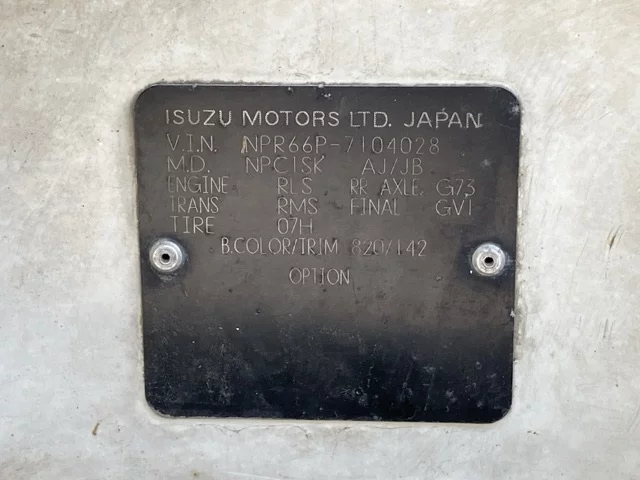 ISUZU MOTORS LTD. JAPAN
V.I.N. NPR66P-7104028
M.D. NPC1SK AJ/JB
ENGINE RLS RR AXLE. G73
TRANS RMS FINAL GV1
TIRE 07H
B.COLOR/TRIM 820/142
OPTION